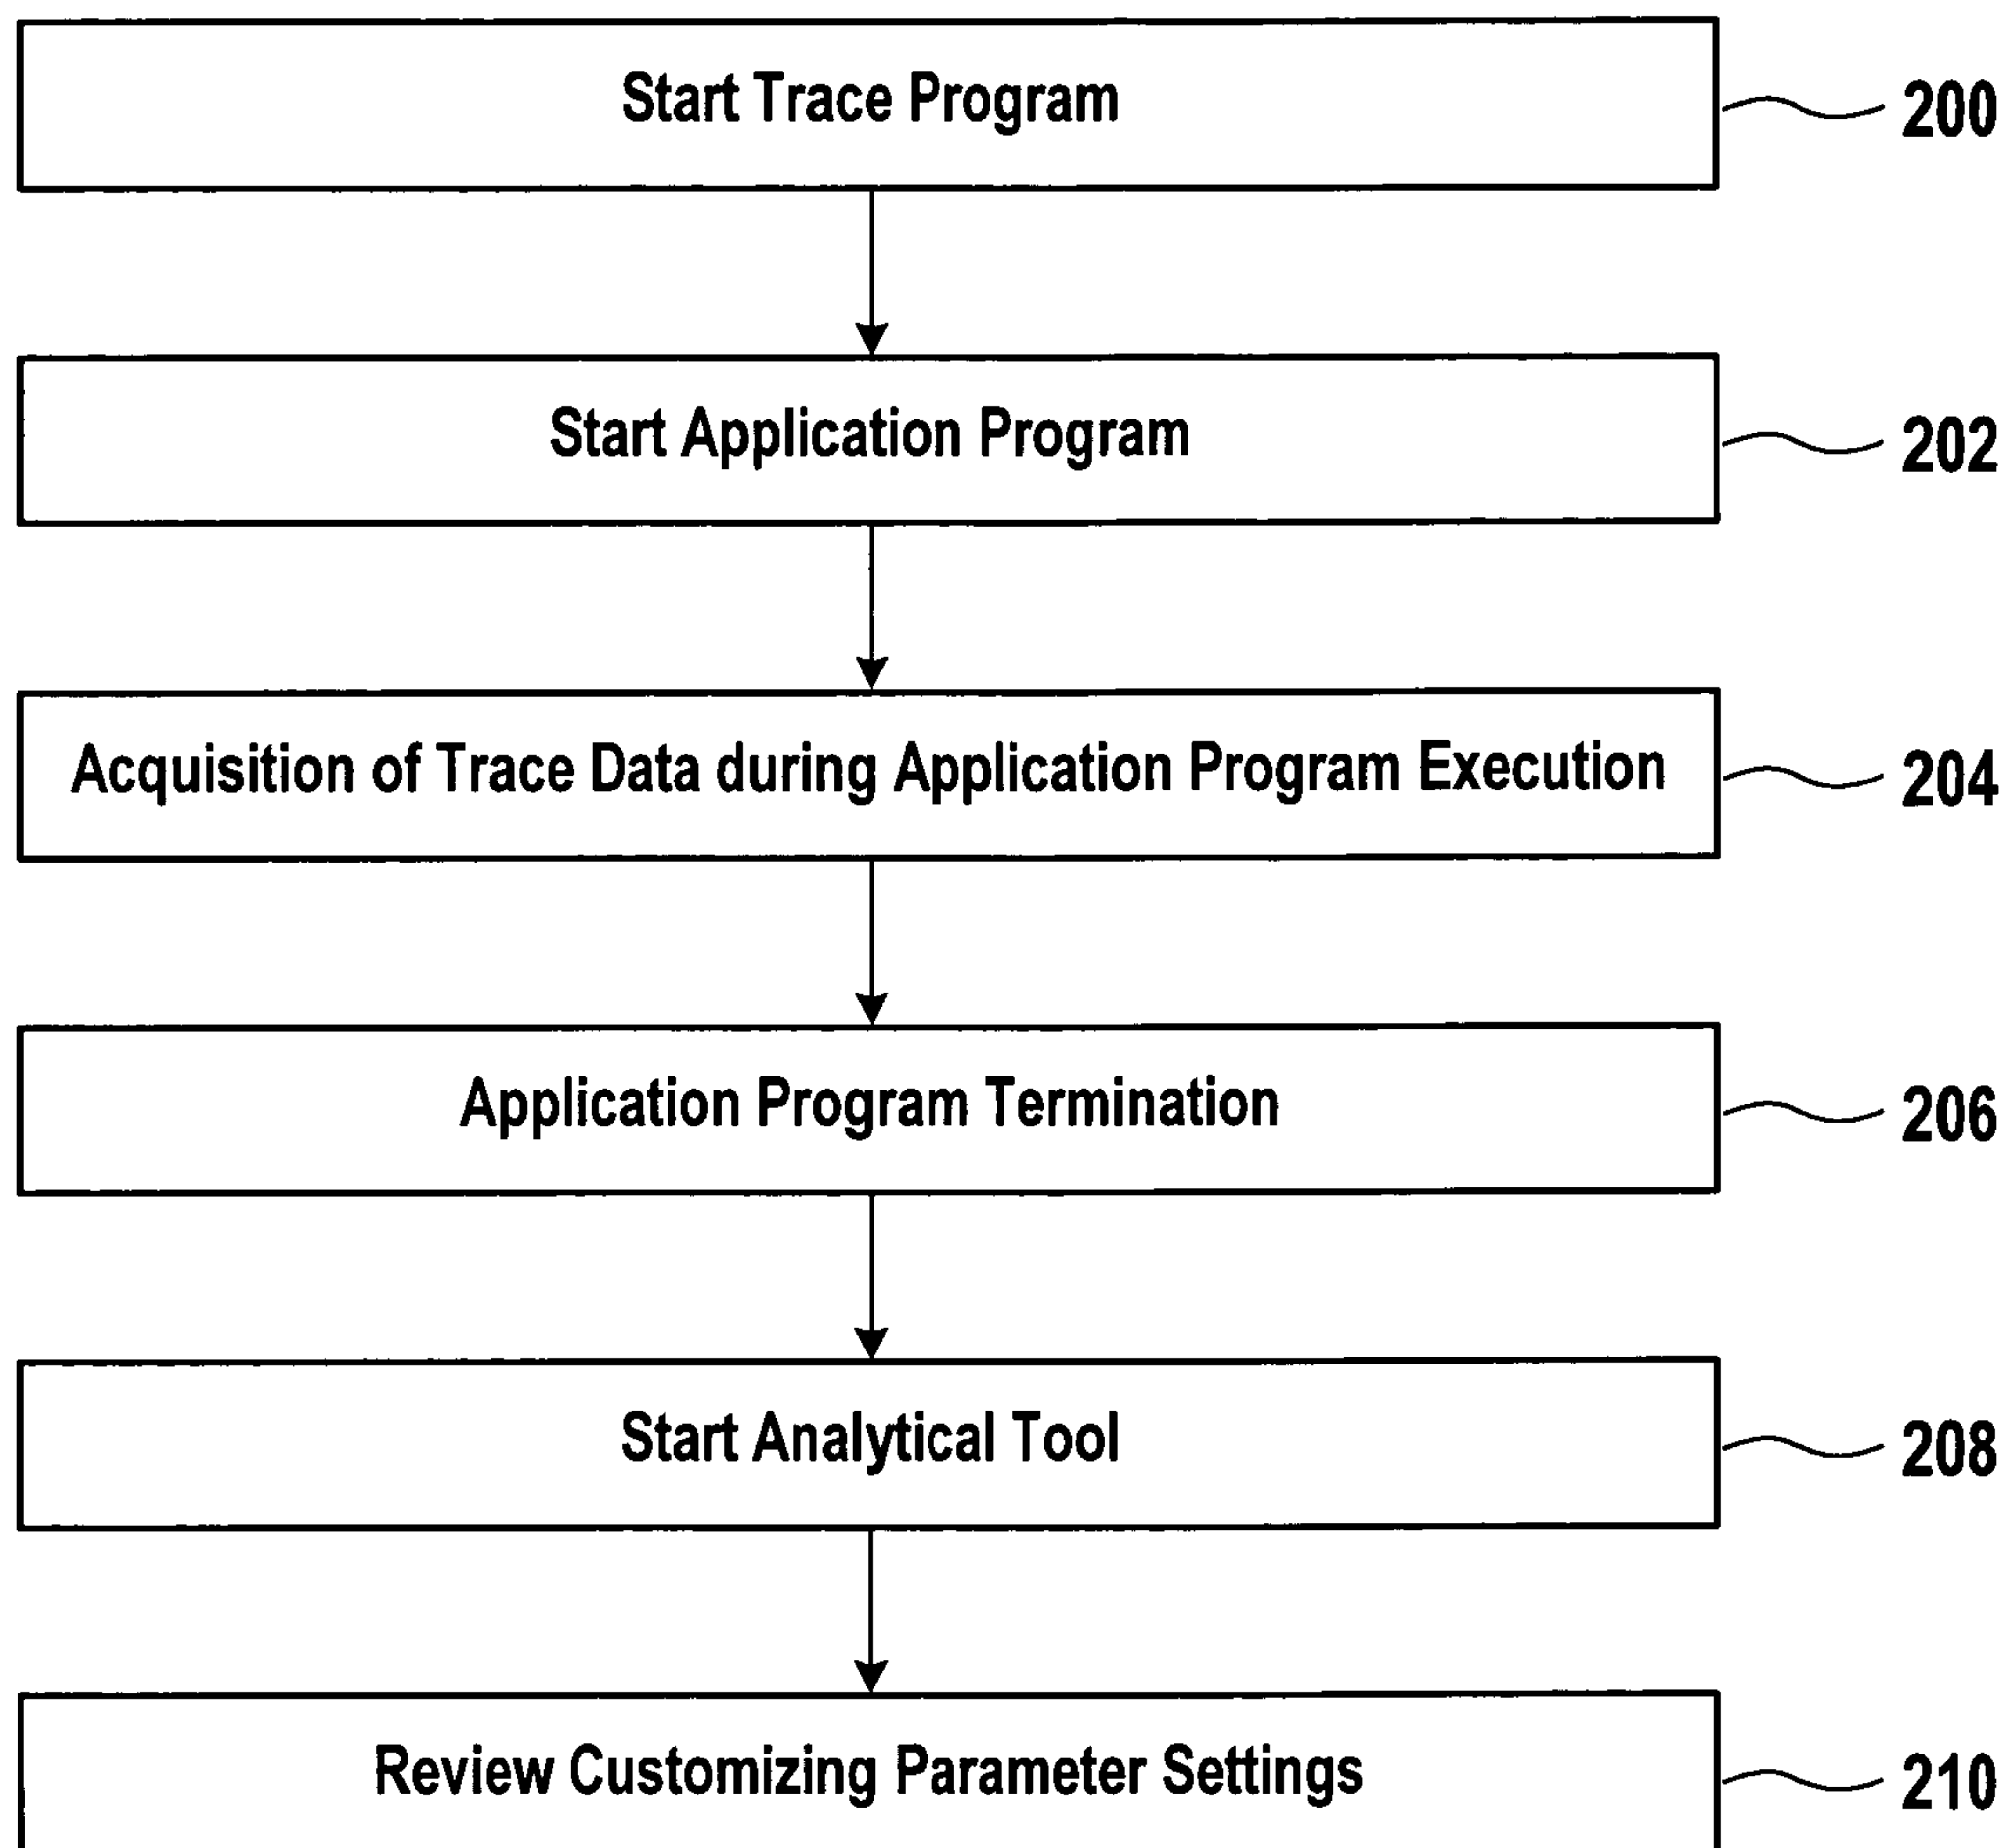 Start Trace Program
200
Start Application Program
202
Acquisition of Trace Data during Application Program Execution
204
Application Program Termination
206
Start Analytical Tool
208
Review Customizing Parameter Settings
210